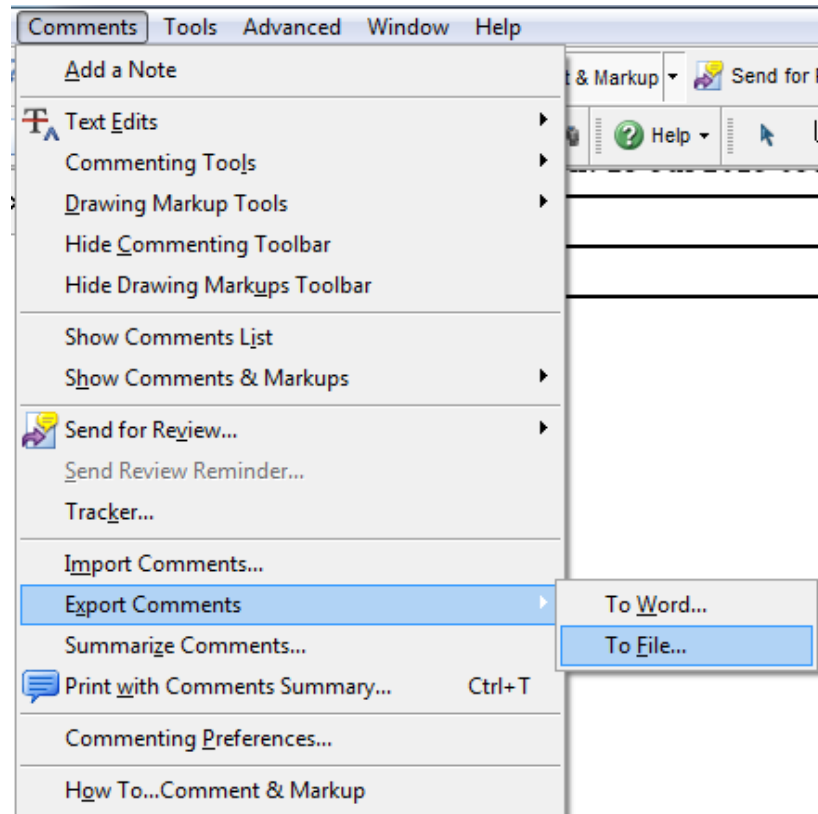 Comments Tools Advanced Window Help
Add a Note
& Markup Send for
Text Edits
Help
Commenting Tools
Drawing Markup Tools
Hide Commenting Toolbar
Hide Drawing Markups Toolbar
Show Comments List
Show Comments & Markups
Send for Review...
Send Review Reminder...
Tracker...
Import Comments...
Export Comments
To Word...
Summarize Comments...
To File...
Print with Comments Summary... Ctrl+T
Commenting Preferences...
How To...Comment & Markup